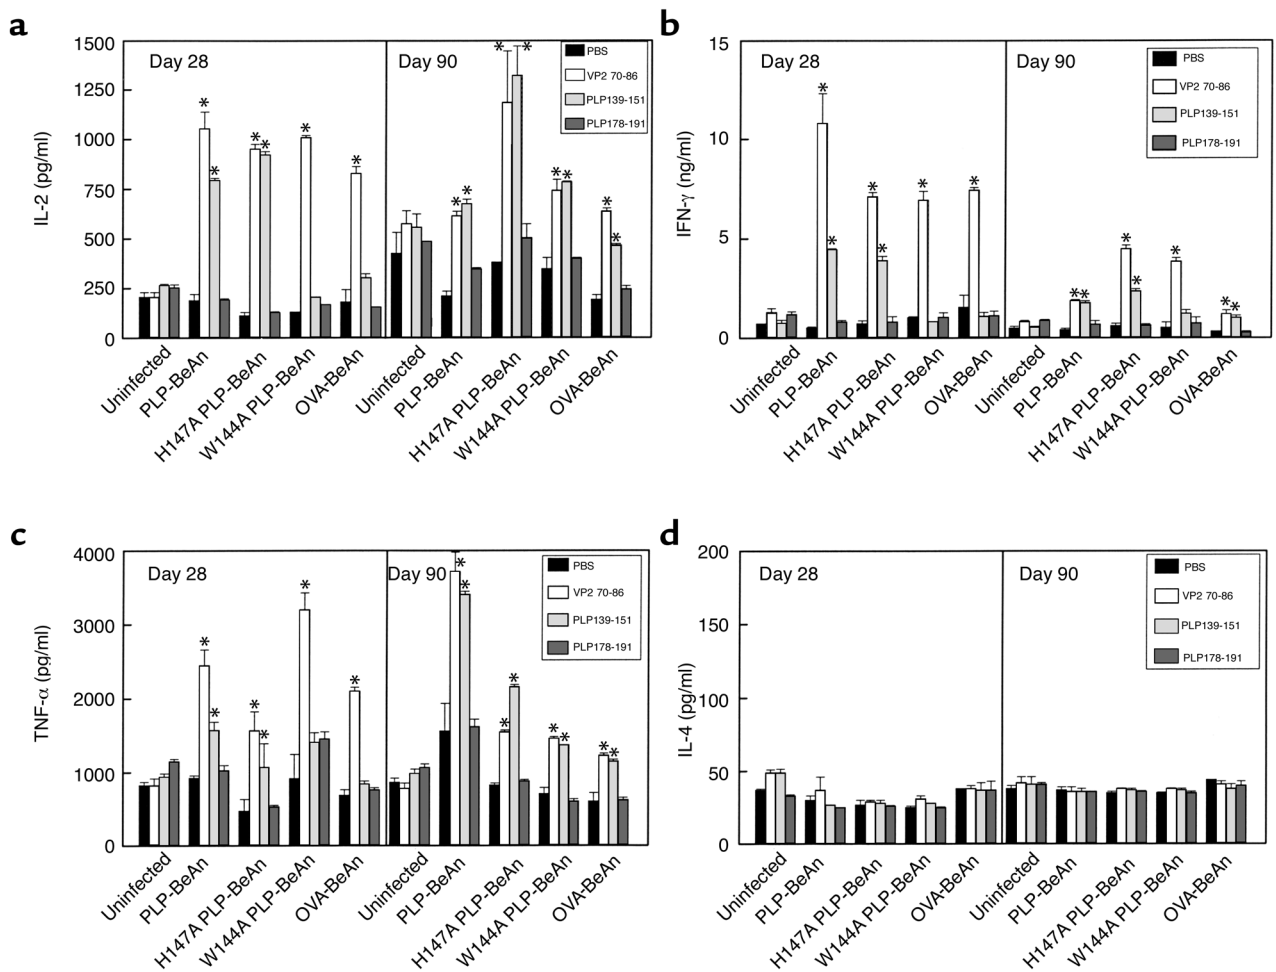 a
1500
1250
1000
750
500
250
0
IL-2 (pg/ml)
Day 28
Day 90
* * * * * * * * * * * * * *
PBS
VP2 70-86
PLP139-151
PLP178-191
Uninfected
PLP-BeAn
H147A PLP-BeAn
W144A PLP-BeAn
OVA-BeAn
Uninfected
PLP-BeAn
H147A PLP-BeAn
W144A PLP-BeAn
OVA-BeAn
b
15
10
5
0
IFN-γ (ng/ml)
Day 28
Day 90
* * * * * * * * * * * * *
PBS
VP2 70-86
PLP139-151
PLP178-191
Uninfected
PLP-BeAn
H147A PLP-BeAn
W144A PLP-BeAn
OVA-BeAn
Uninfected
PLP-BeAn
H147A PLP-BeAn
W144A PLP-BeAn
OVA-BeAn
c
4000
3000
2000
1000
0
TNF-α (pg/ml)
Day 28
Day 90
* * * * * * * * * * * * * *
PBS
VP2 70-86
PLP139-151
PLP178-191
Uninfected
PLP-BeAn
H147A PLP-BeAn
W144A PLP-BeAn
OVA-BeAn
Uninfected
PLP-BeAn
H147A PLP-BeAn
W144A PLP-BeAn
OVA-BeAn
d
200
150
100
50
0
IL-4 (pg/ml)
Day 28
Day 90
PBS
VP2 70-86
PLP139-151
PLP178-191
Uninfected
PLP-BeAn
H147A PLP-BeAn
W144A PLP-BeAn
OVA-BeAn
Uninfected
PLP-BeAn
H147A PLP-BeAn
W144A PLP-BeAn
OVA-BeAn